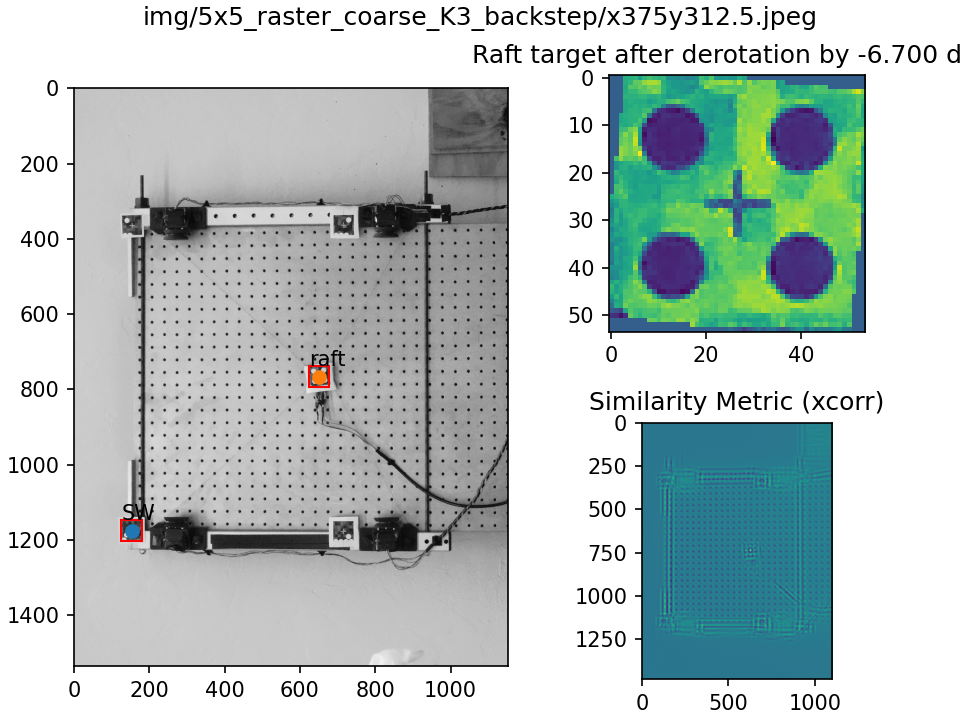 img/5x5_raster_coarse_K3_backstep/x375y312.5.jpeg
Raft target after derotation by -6.700 d
0
200
400
600
800
1000
1200
1400
0 200 400 600 800 1000
raft
SW
0
10
20
30
40
50
0 20 40
Similarity Metric (xcorr)
0
250
500
750
1000
1250
0 500 1000